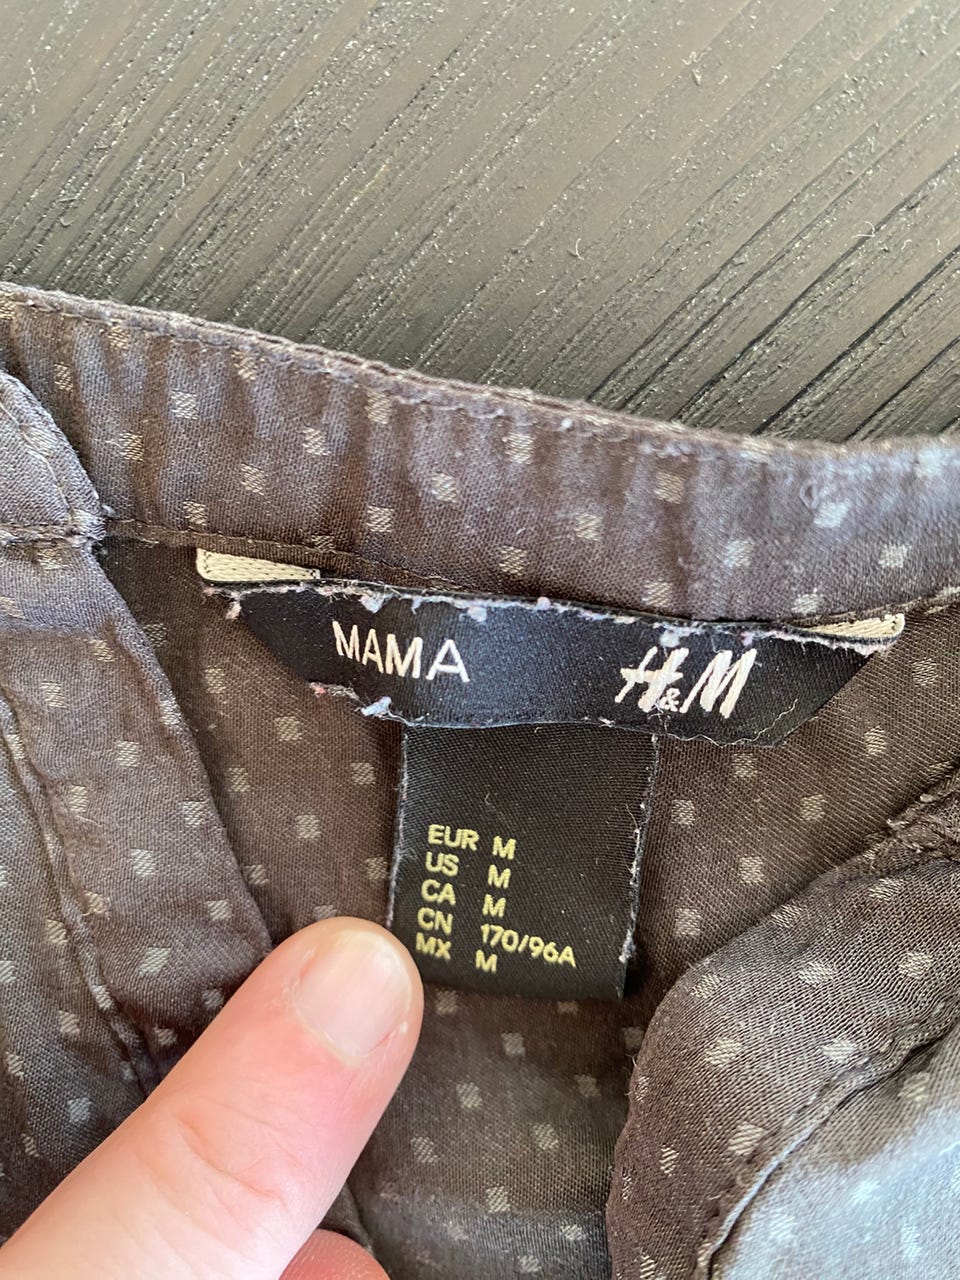 MAMA H&M
EUR M
US M
CA M
CN 170/96A
MX M